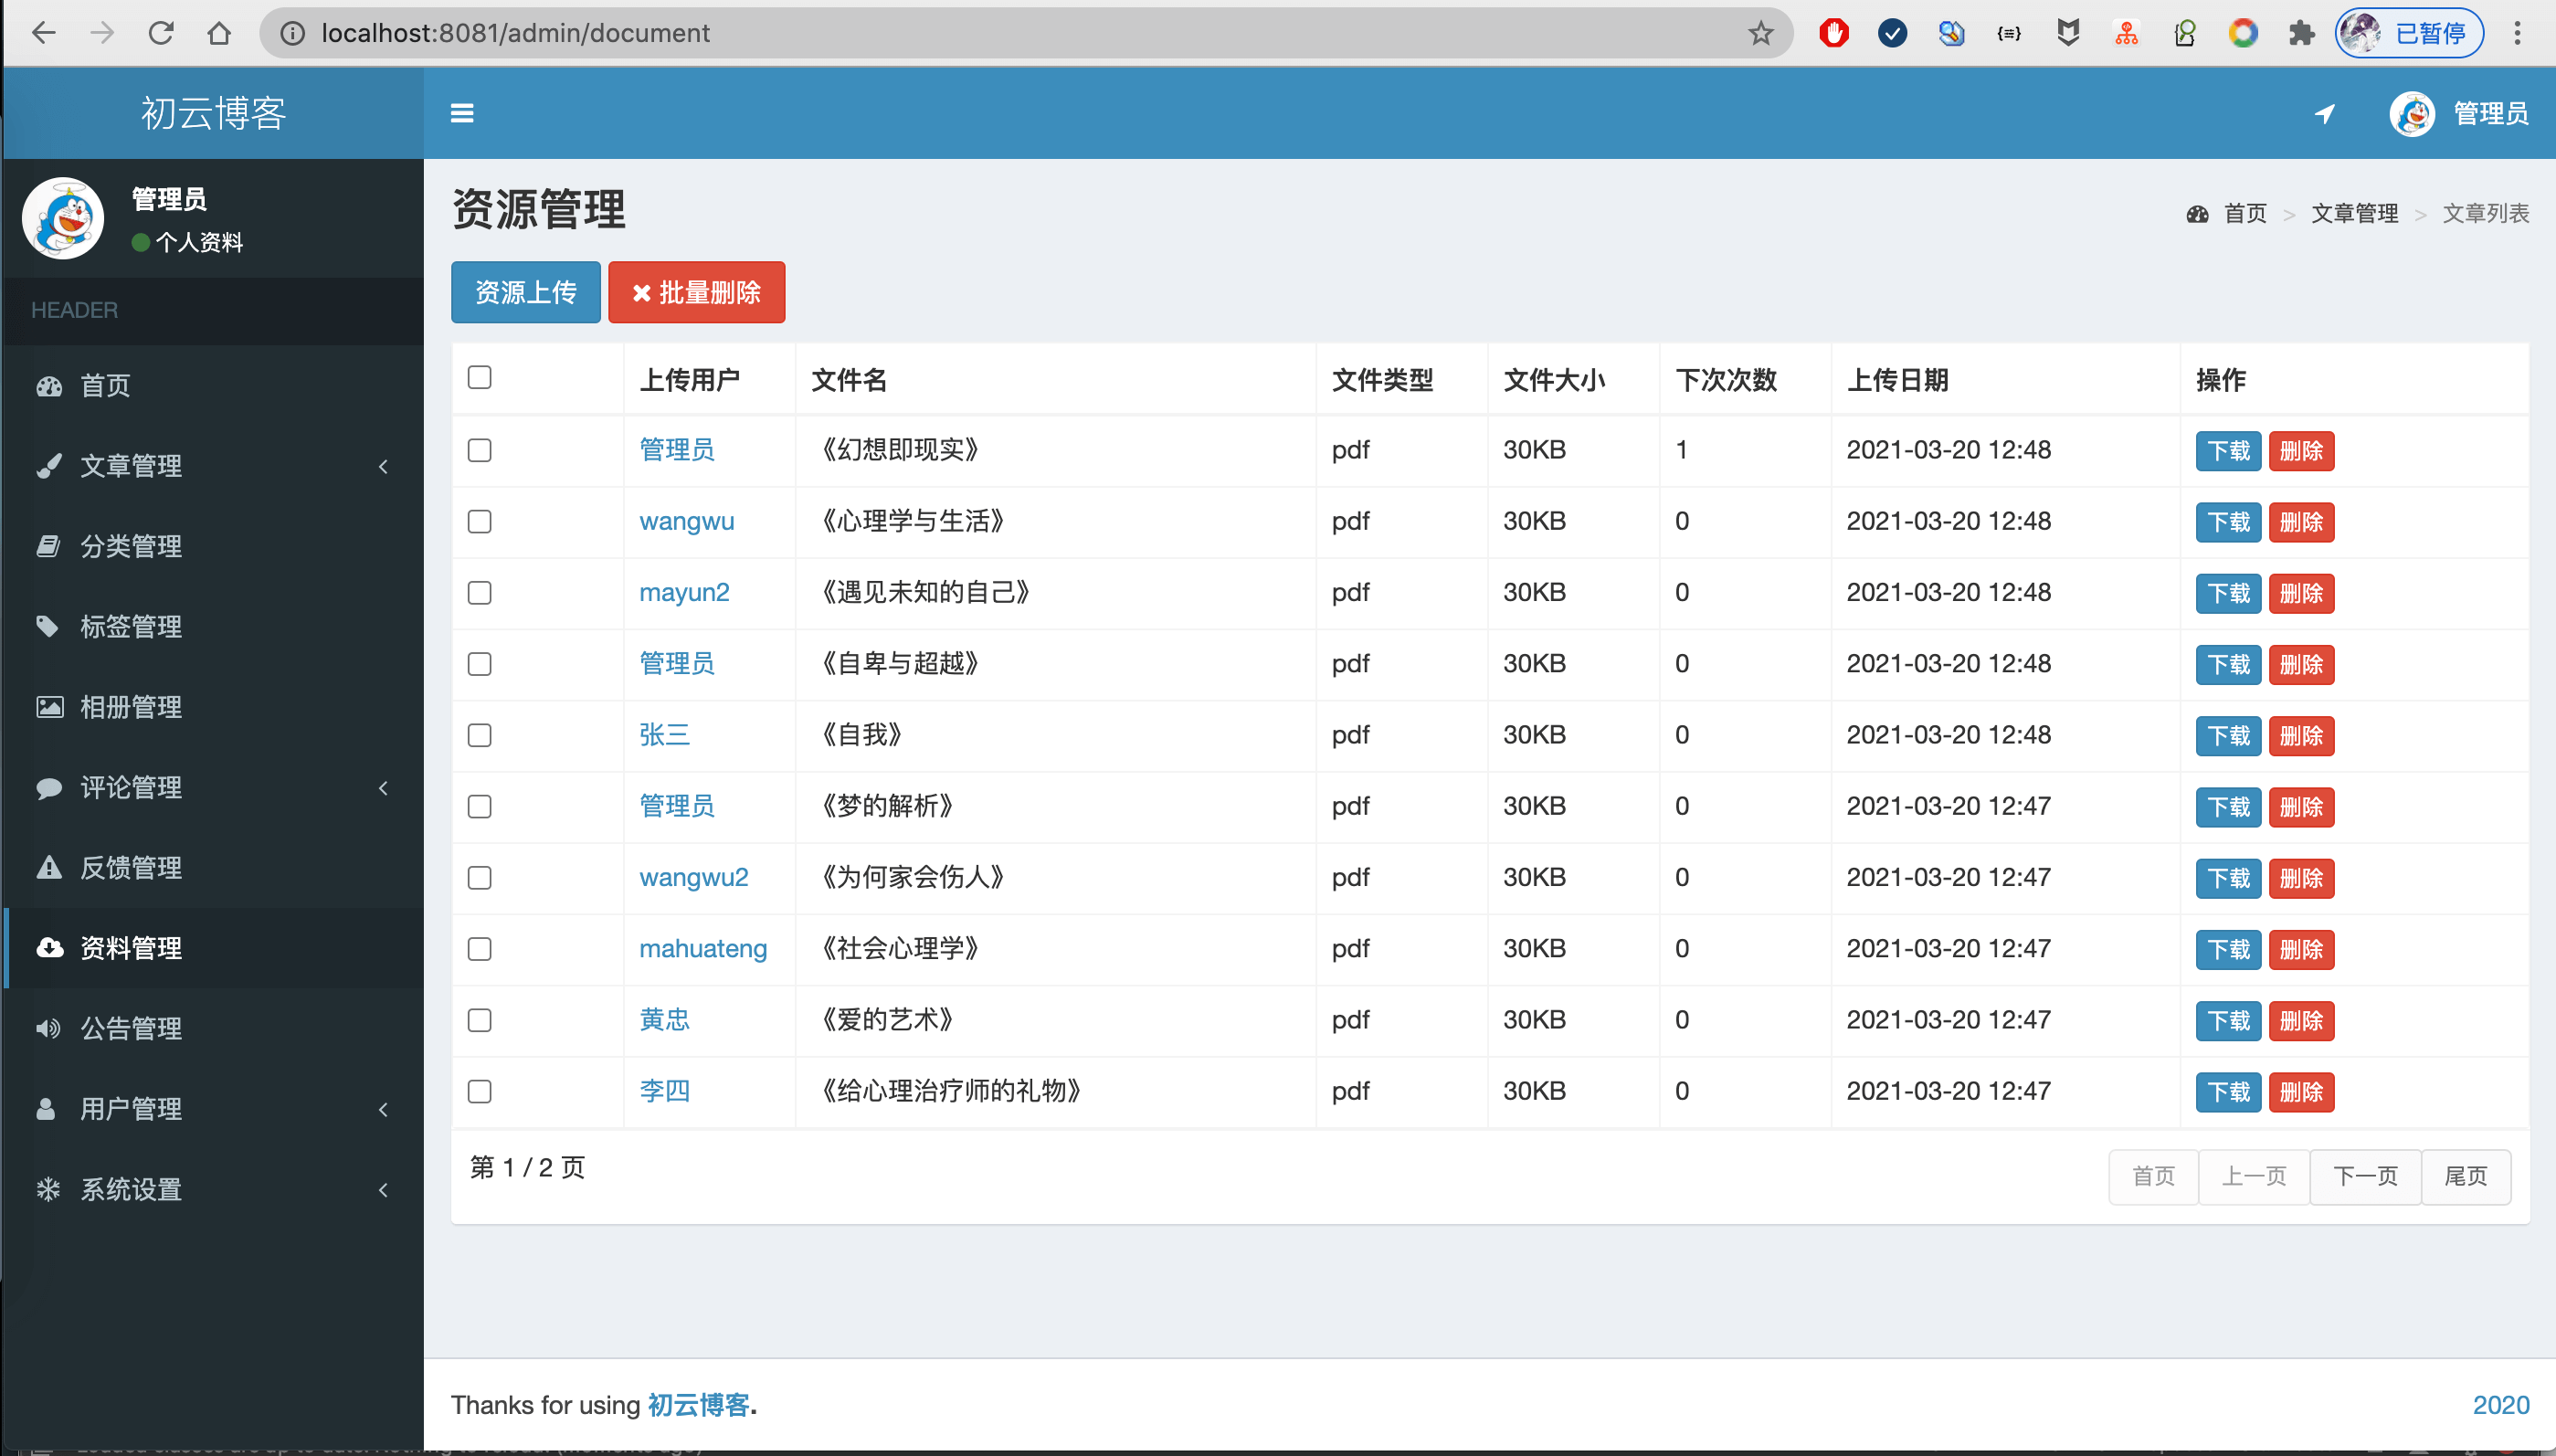 localhost:8081/admin/document
已暂停
初云博客
管理员
管理员
个人资料
HEADER
首页
文章管理
分类管理
标签管理
相册管理
评论管理
反馈管理
资料管理
公告管理
用户管理
系统设置
资源管理
首页 > 文章管理 > 文章列表
资源上传 批量删除
上传用户 文件名 文件类型 文件大小 下次次数 上传日期 操作
管理员 《幻想即现实》 pdf 30KB 1 2021-03-20 12:48 下载 删除
wangwu 《心理学与生活》 pdf 30KB 0 2021-03-20 12:48 下载 删除
mayun2 《遇见未知的自己》 pdf 30KB 0 2021-03-20 12:48 下载 删除
管理员 《自卑与超越》 pdf 30KB 0 2021-03-20 12:48 下载 删除
张三 《自我》 pdf 30KB 0 2021-03-20 12:48 下载 删除
管理员 《梦的解析》 pdf 30KB 0 2021-03-20 12:47 下载 删除
wangwu2 《为何家会伤人》 pdf 30KB 0 2021-03-20 12:47 下载 删除
mahuateng 《社会心理学》 pdf 30KB 0 2021-03-20 12:47 下载 删除
黄忠 《爱的艺术》 pdf 30KB 0 2021-03-20 12:47 下载 删除
李四 《给心理治疗师的礼物》 pdf 30KB 0 2021-03-20 12:47 下载 删除
第 1 / 2 页
首页 上一页 下一页 尾页
Thanks for using 初云博客.
2020